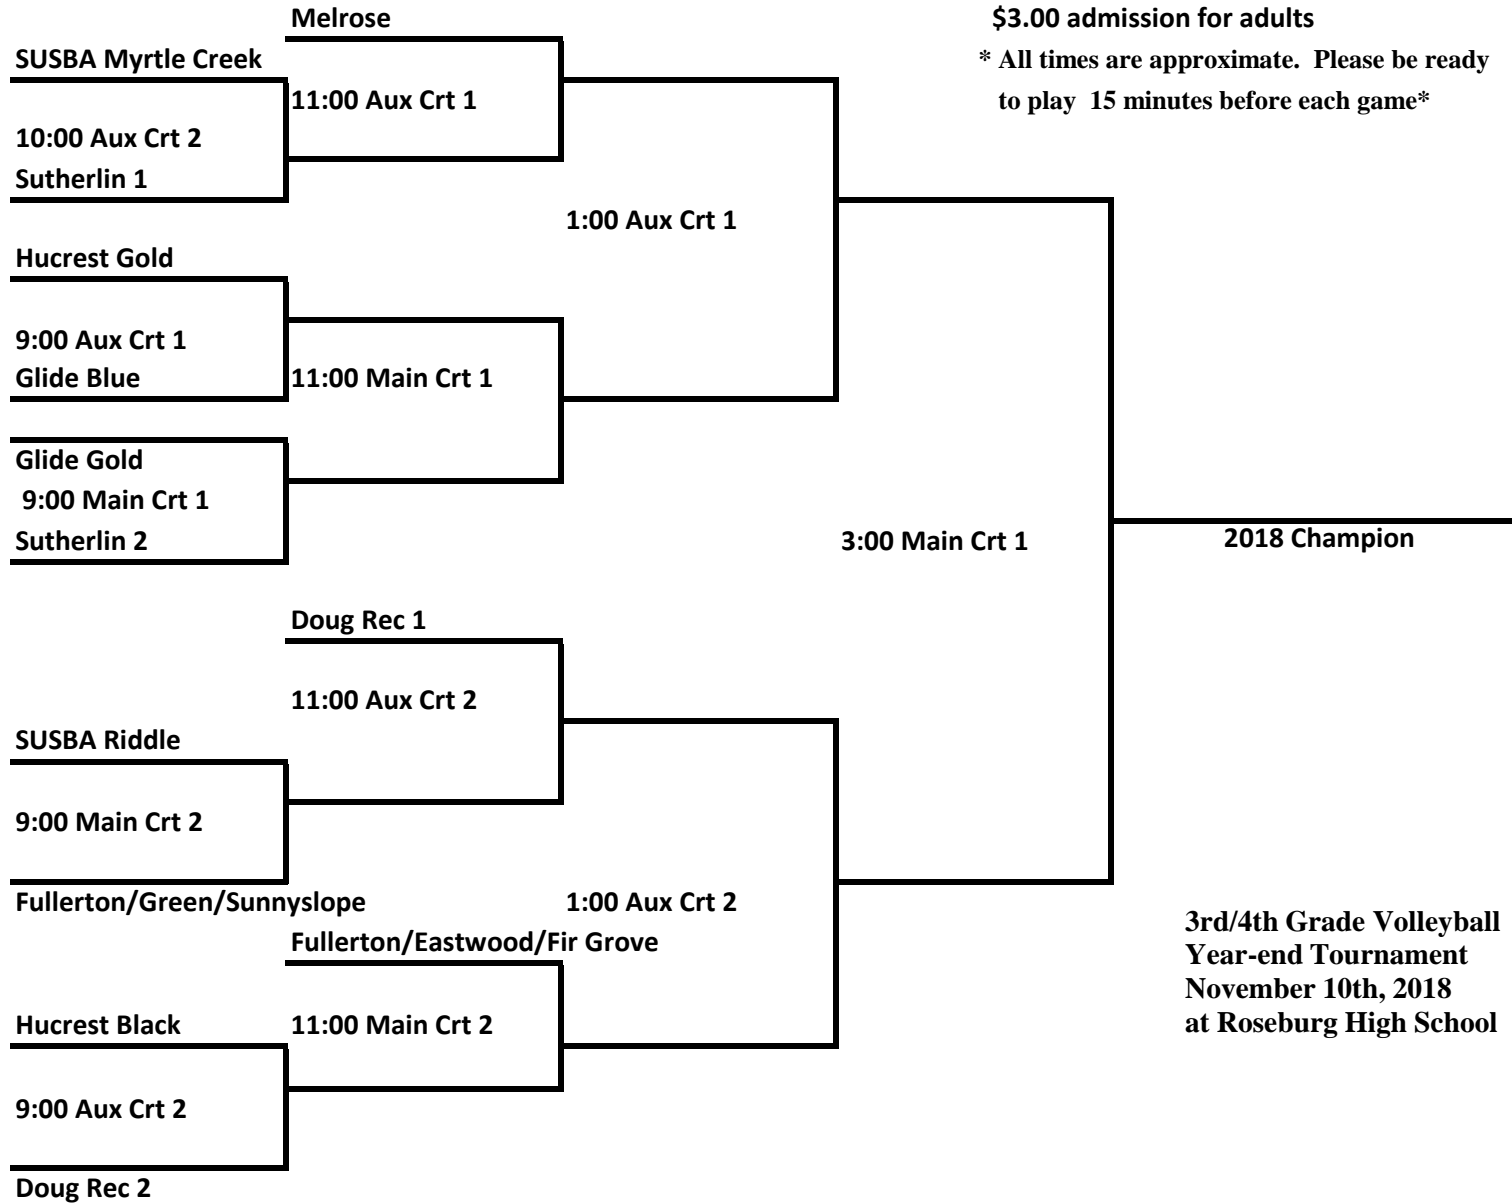 Melrose
$3.00 admission for adults
SUSBA Myrtle Creek
* All times are approximate.  Please be ready
11:00 Aux Crt 1
to play  15 minutes before each game*
10:00 Aux Crt 2
Sutherlin 1
1:00 Aux Crt 1
Hucrest Gold
9:00 Aux Crt 1
Glide Blue
11:00 Main Crt 1
Glide Gold
9:00 Main Crt 1
Sutherlin 2
3:00 Main Crt 1
2018 Champion
Doug Rec 1
11:00 Aux Crt 2
SUSBA Riddle
9:00 Main Crt 2
Fullerton/Green/Sunnyslope
1:00 Aux Crt 2
Fullerton/Eastwood/Fir Grove
3rd/4th Grade Volleyball
Year-end Tournament
November 10th, 2018
at Roseburg High School
Hucrest Black
11:00 Main Crt 2
9:00 Aux Crt 2
Doug Rec 2